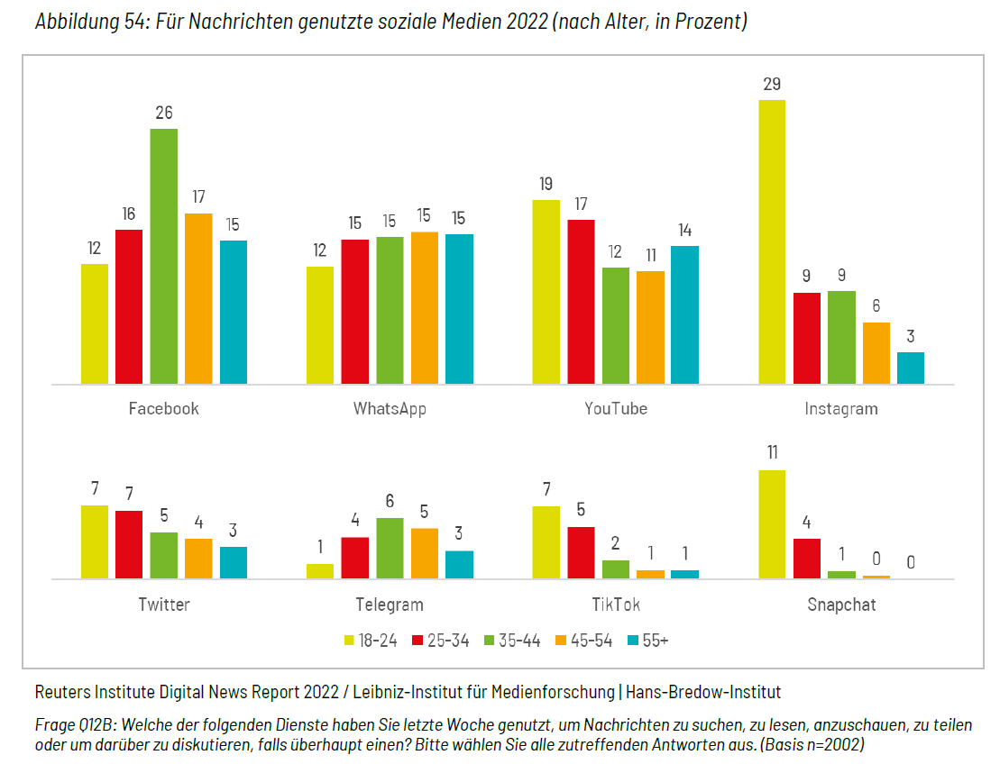 Abbildung 54: Für Nachrichten genutzte soziale Medien 2022 (nach Alter, in Prozent)
12 16 26 17 15
12 15 15 15 15
19 17 12 11 14
29 9 9 6 3
Facebook WhatsApp YouTube Instagram
7 7 5 4 3
1 4 6 5 3
7 5 2 1 1
11 4 1 0 0
Twitter Telegram TikTok Snapchat
18-24 25-34 35-44 45-54 55+
Reuters Institute Digital News Report 2022 / Leibniz-Institut für Medienforschung | Hans-Bredow-Institut
Frage Q12B: Welche der folgenden Dienste haben Sie letzte Woche genutzt, um Nachrichten zu suchen, zu lesen, anzuschauen, zu teilen
oder um darüber zu diskutieren, falls überhaupt einen? Bitte wählen Sie alle zutreffenden Antworten aus. (Basis n=2002)